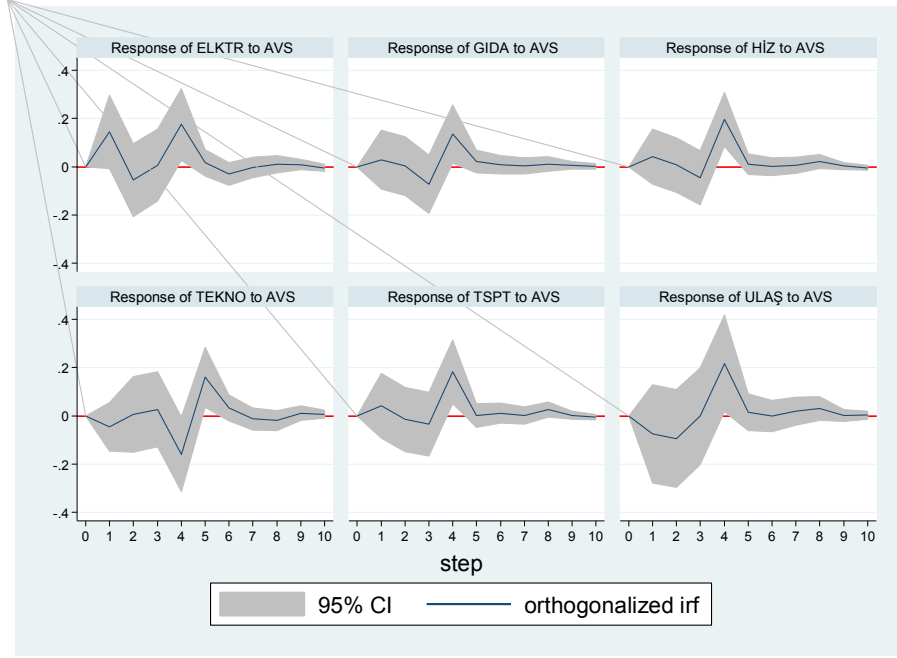 Response of ELKTR to AVS
Response of GIDA to AVS
Response of HİZ to AVS
.4
.2
0
-.2
-.4
Response of TEKNO to AVS
Response of TSPT to AVS
Response of ULAŞ to AVS
.4
.2
0
-.2
-.4
0 1 2 3 4 5 6 7 8 9 10
0 1 2 3 4 5 6 7 8 9 10
0 1 2 3 4 5 6 7 8 9 10
step
95% CI
orthogonalized irf